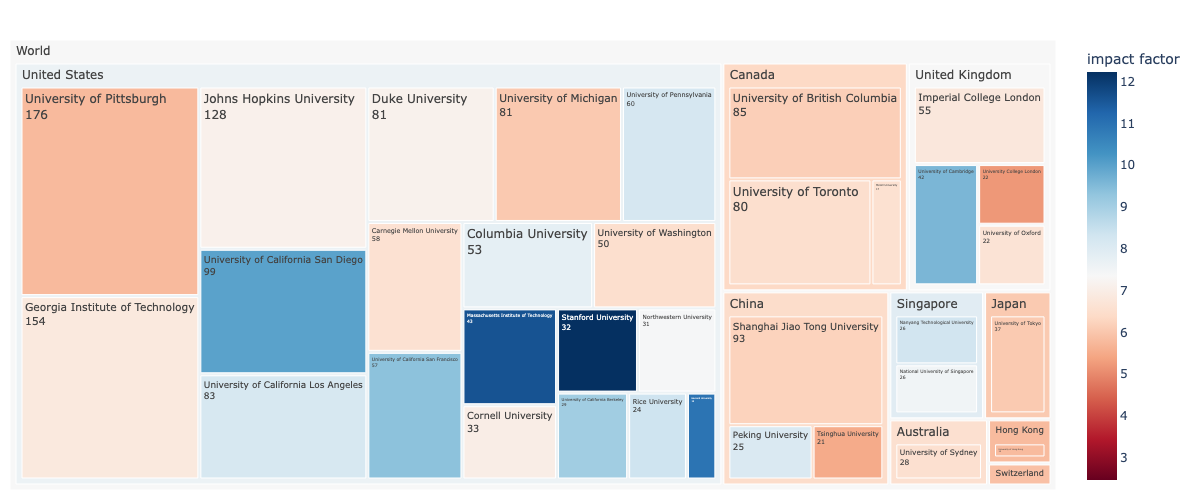 World
United States
University of Pittsburgh
176
Georgia Institute of Technology
154
Johns Hopkins University
128
University of California San Diego
99
University of California Los Angeles
83
Duke University
81
University of Michigan
81
University of Pennsylvania
60
Carnegie Mellon University
58
University of California San Francisco
57
Columbia University
53
University of Washington
50
Massachusetts Institute of Technology
43
Cornell University
33
Stanford University
32
Northwestern University
31
University of California Berkeley
29
Rice University
24
Canada
University of British Columbia
85
University of Toronto
80
United Kingdom
Imperial College London
55
University of Cambridge
42
University College London
University of Oxford
22
China
Shanghai Jiao Tong University
93
Peking University
25
Tsinghua University
21
Singapore
Nanyang Technological University
26
National University of Singapore
26
Japan
University of Tokyo
37
Australia
University of Sydney
28
Hong Kong
Switzerland
impact factor
12
11
10
9
8
7
6
5
4
3